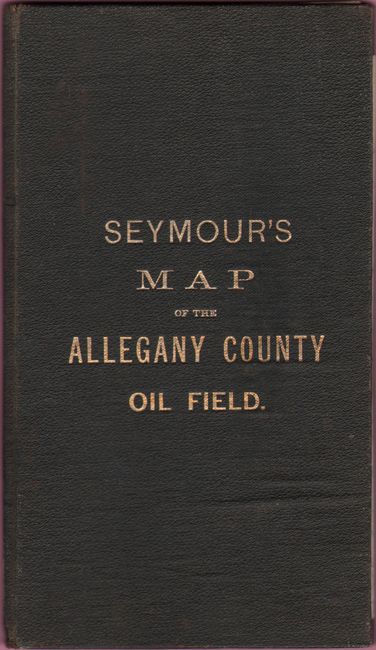 SEYMOUR'S
MAP
OF THE
ALLEGANY COUNTY
OIL FIELD.